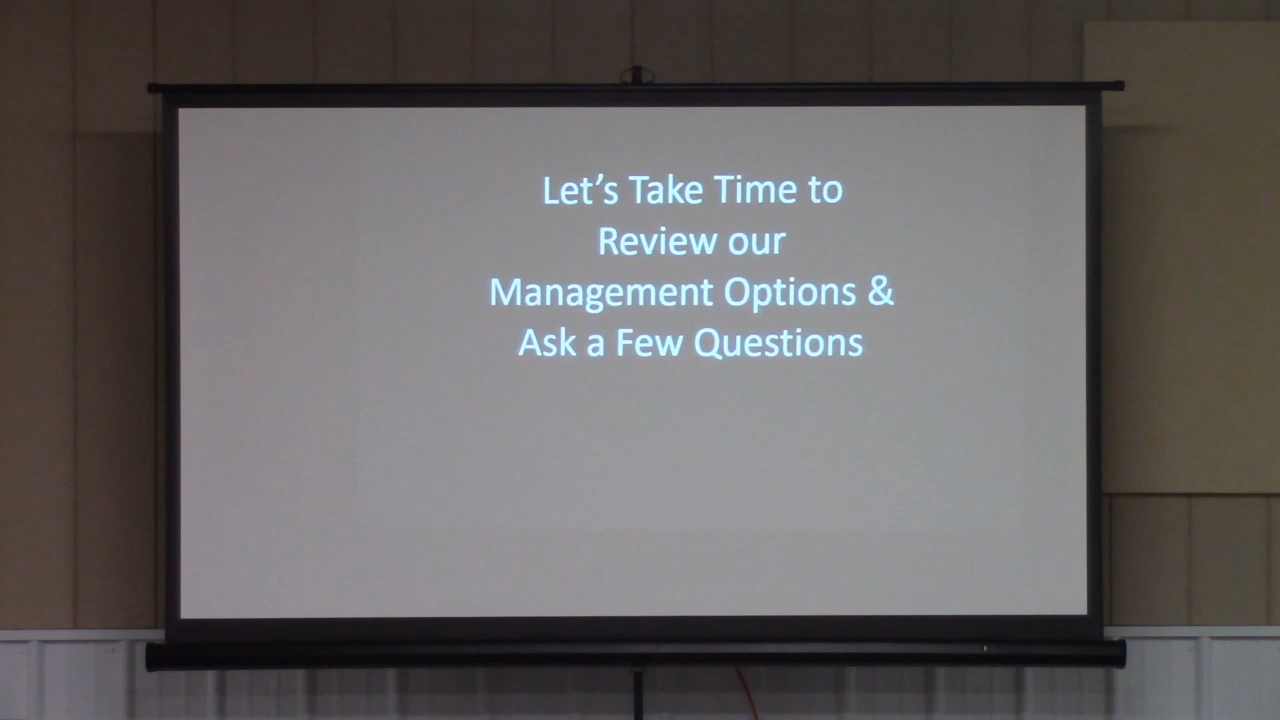 Let’s Take Time to
Review our
Management Options &
Ask a Few Questions